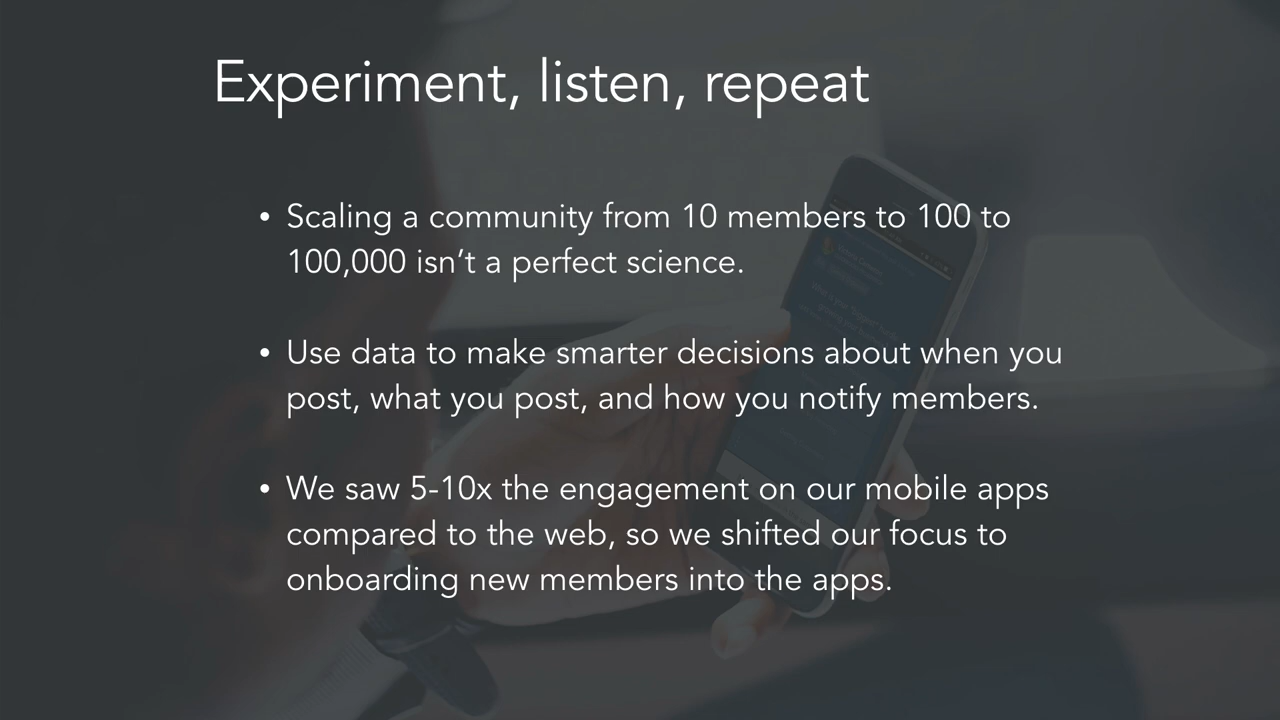 Experiment, listen, repeat
• Scaling a community from 10 members to 100 to
100,000 isn't a perfect science.
• Use data to make smarter decisions about when you
post, what you post, and how you notify members.
• We saw 5-10x the engagement on our mobile apps
compared to the web, so we shifted our focus to
onboarding new members into the apps.